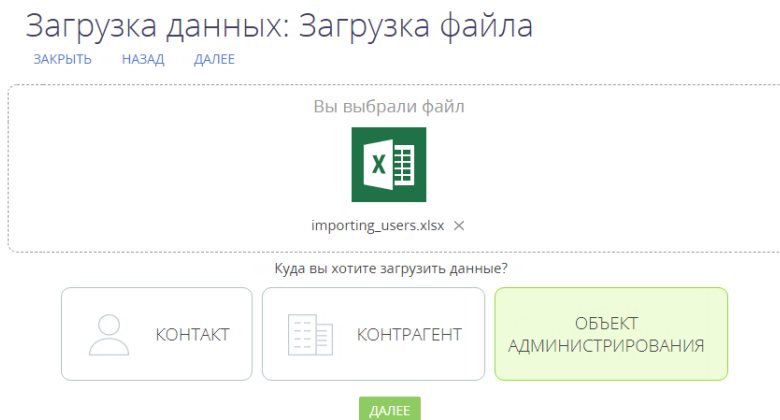 Загрузка данных: Загрузка файла
ЗАКРЫТЬ НАЗАД ДАЛЕЕ
Вы выбрали файл
X
importing_users.xlsx ×
Куда вы хотите загрузить данные?
КОНТАКТ КОНТРАГЕНТ ОБЪЕКТ
АДМИНИСТРИРОВАНИЯ
ДАЛЕЕ